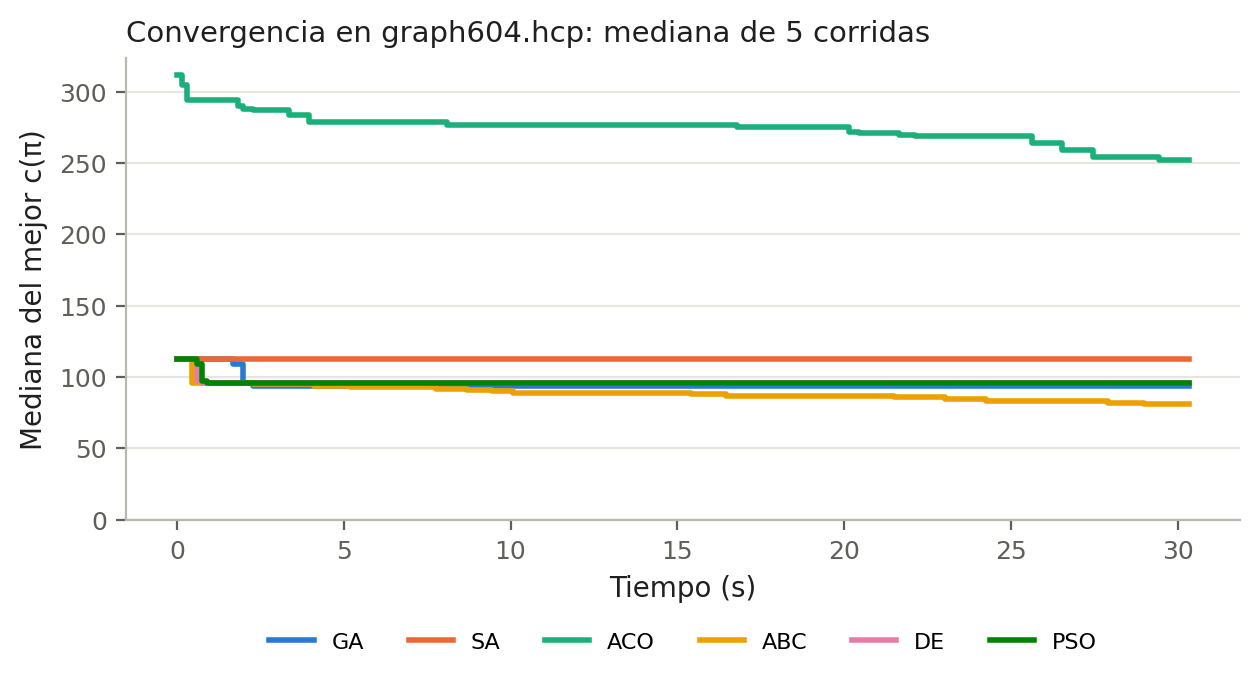 Convergencia en graph604.hcp: mediana de 5 corridas
Mediana del mejor c(π)
300
250
200
150
100
50
0
0 5 10 15 20 25 30
Tiempo (s)
GA SA ACO ABC DE PSO